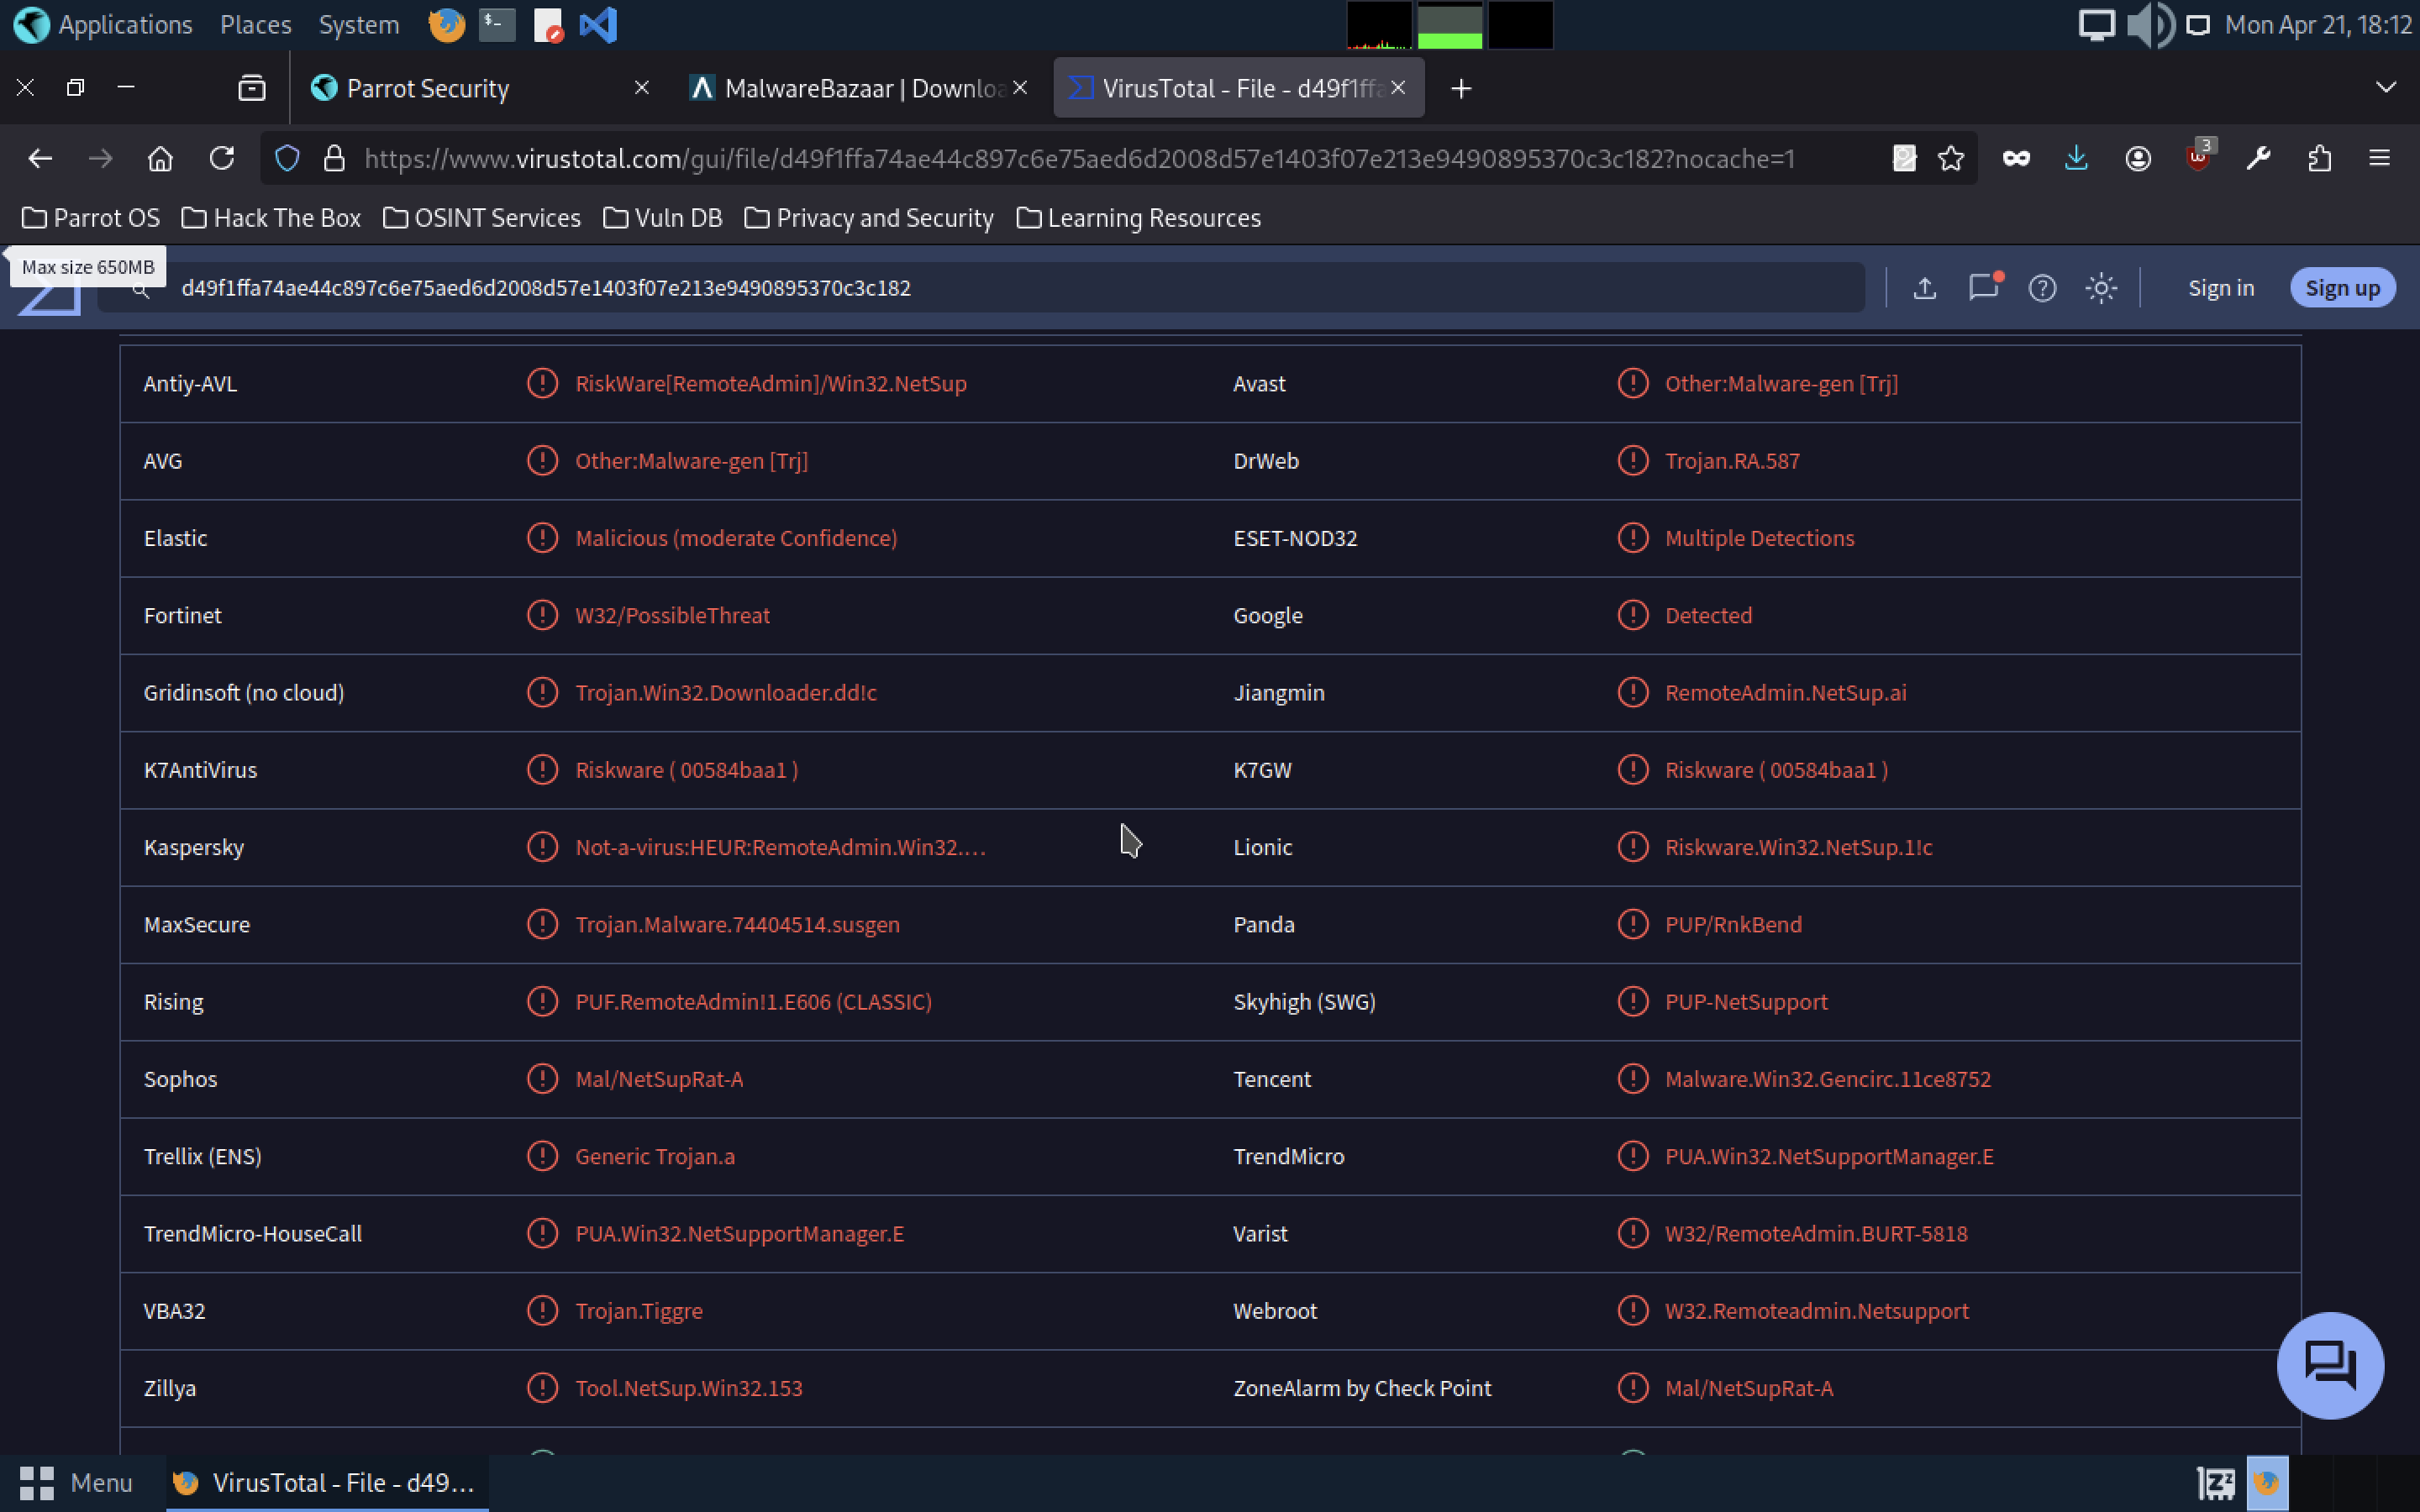 Applications Places System Mon Apr 21, 18:12
Parrot Security MalwareBazaar | Downloa VirusTotal - File - d49f1ffa
https://www.virustotal.com/gui/file/d49f1ffa74ae44c897c6e75aed6d2008d57e1403f07e213e9490895370c3c182?nocache=1 3
Parrot OS Hack The Box OSINT Services Vuln DB Privacy and Security Learning Resources
Max size 650MB
d49f1ffa74ae44c897c6e75aed6d2008d57e1403f07e213e9490895370c3c182 Sign in Sign up
Antiy-AVL RiskWare[RemoteAdmin]/Win32.NetSup Avast Other:Malware-gen [Trj]
AVG Other:Malware-gen [Trj] DrWeb Trojan.RA.587
Elastic Malicious (moderate Confidence) ESET-NOD32 Multiple Detections
Fortinet W32/PossibleThreat Google Detected
Gridinsoft (no cloud) Trojan.Win32.Downloader.dd!c Jiangmin RemoteAdmin.NetSup.ai
K7AntiVirus Riskware ( 00584baa1 ) K7GW Riskware ( 00584baa1 )
Kaspersky Not-a-virus:HEUR:RemoteAdmin.Win32.... Lionic Riskware.Win32.NetSup.1!c
MaxSecure Trojan.Malware.74404514.susgen Panda PUP/RnkBend
Rising PUF.RemoteAdmin!1.E606 (CLASSIC) Skyhigh (SWG) PUP-NetSupport
Sophos Mal/NetSupRat-A Tencent Malware.Win32.Gencirc.11ce8752
Trellix (ENS) Generic Trojan.a TrendMicro PUA.Win32.NetSupportManager.E
TrendMicro-HouseCall PUA.Win32.NetSupportManager.E Varist W32/RemoteAdmin.BURT-5818
VBA32 Trojan.Tiggre Webroot W32.Remoteadmin.Netsupport
Zillya Tool.NetSup.Win32.153 ZoneAlarm by Check Point Mal/NetSupRat-A
Menu VirusTotal - File - d49...